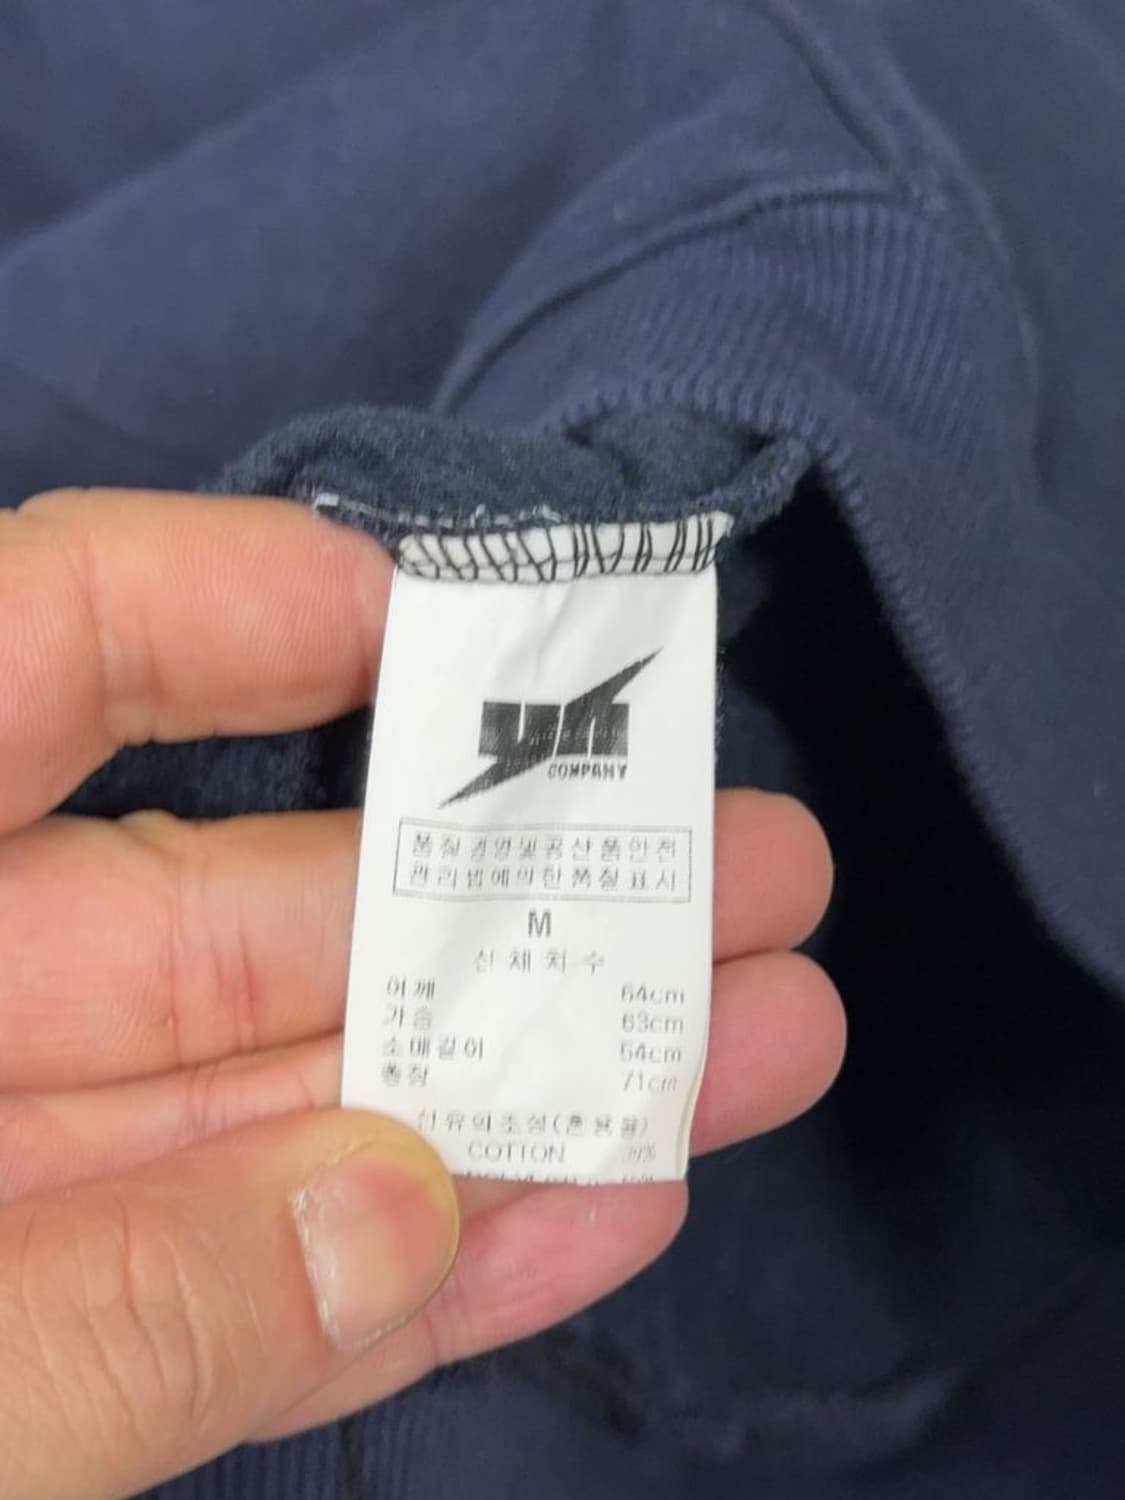 COMPANY
품질경영및공산품안전
관리법에의한품질표시
M
신체치수
어깨 64cm
가슴 63cm
소매길이 54cm
총장 71cm
섬유의조성(혼용율)
COTTON